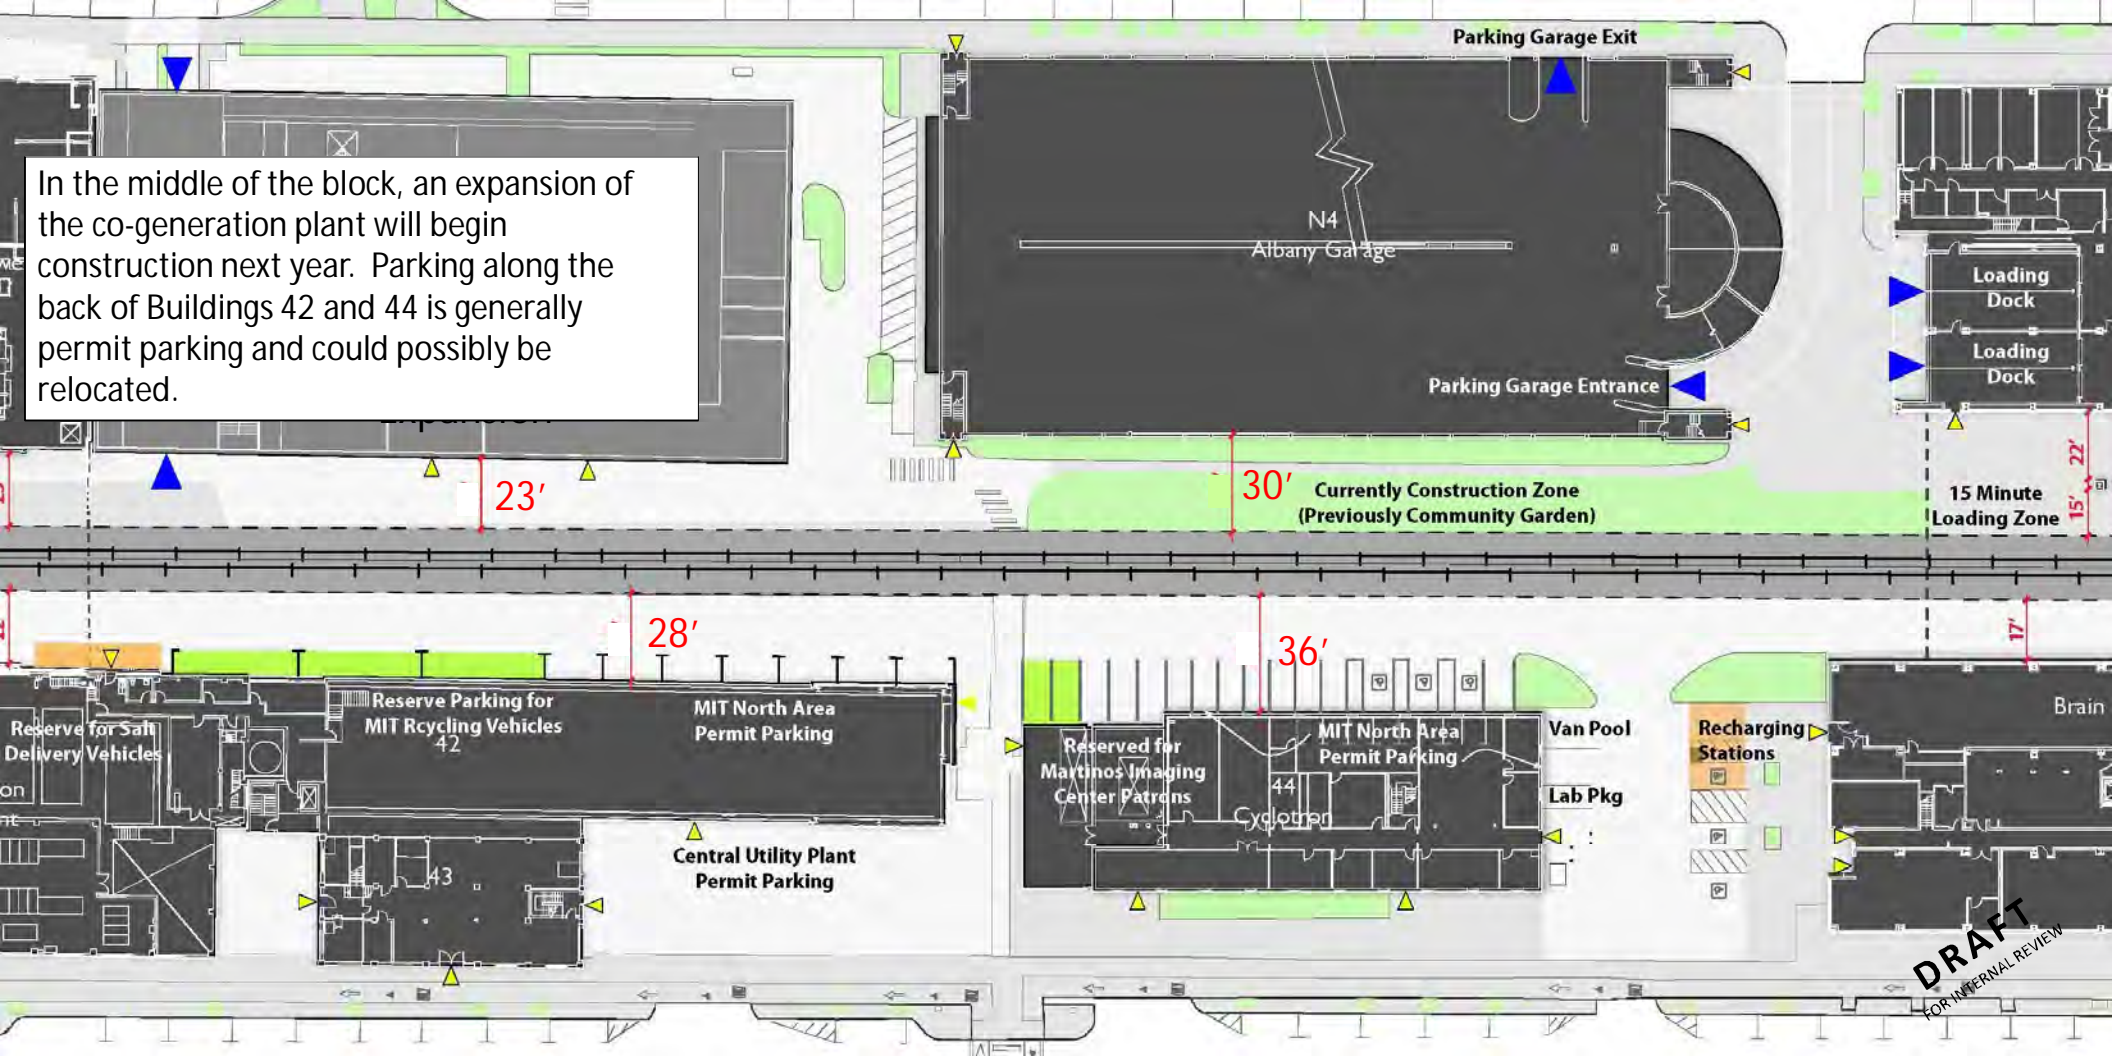 Parking Garage Exit
In the middle of the block, an expansion of
the co-generation plant will begin
construction next year.  Parking along the
back of Buildings 42 and 44 is generally
permit parking and could possibly be
relocated.
N4
Albany Garage
Loading
Dock
Loading
Dock
Parking Garage Entrance
23'
30'
Currently Construction Zone
(Previously Community Garden)
15 Minute
Loading Zone
22'
15'
28'
36'
17'
Reserve for Salt
Delivery Vehicles
Reserve Parking for
MIT Rcycling Vehicles
42
MIT North Area
Permit Parking
Reserved for
Martinos Imaging
Center Patrons
MIT North Area
Permit Parking
44
Cyclotron
Van Pool
Lab Pkg
Recharging
Stations
Brain
43
Central Utility Plant
Permit Parking
DRAFT
FOR INTERNAL REVIEW